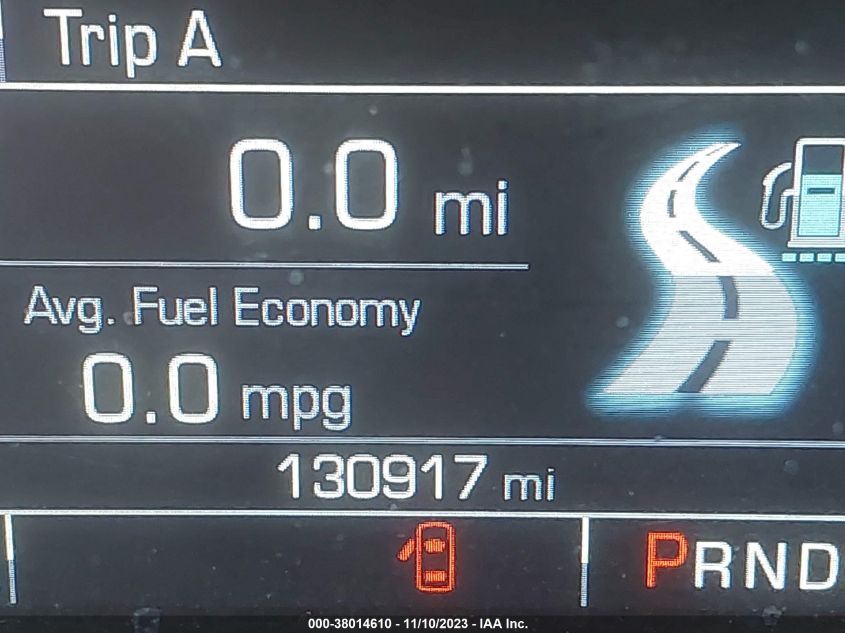 Trip A
0.0 mi
Avg. Fuel Economy
0.0 mpg
130917 mi
PRND
000-38014610 - 11/10/2023 - IAA Inc.